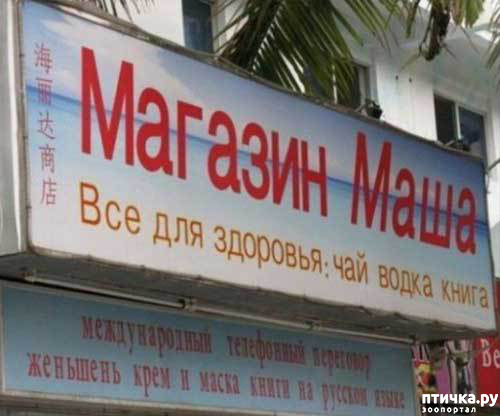 海丽达商店
Магазин Маша
Все для здоровья: чай водка книга
международный телефонный переговор
женьшень крем и маска книги на русском языке
Be
птичка.ру
зоопортал